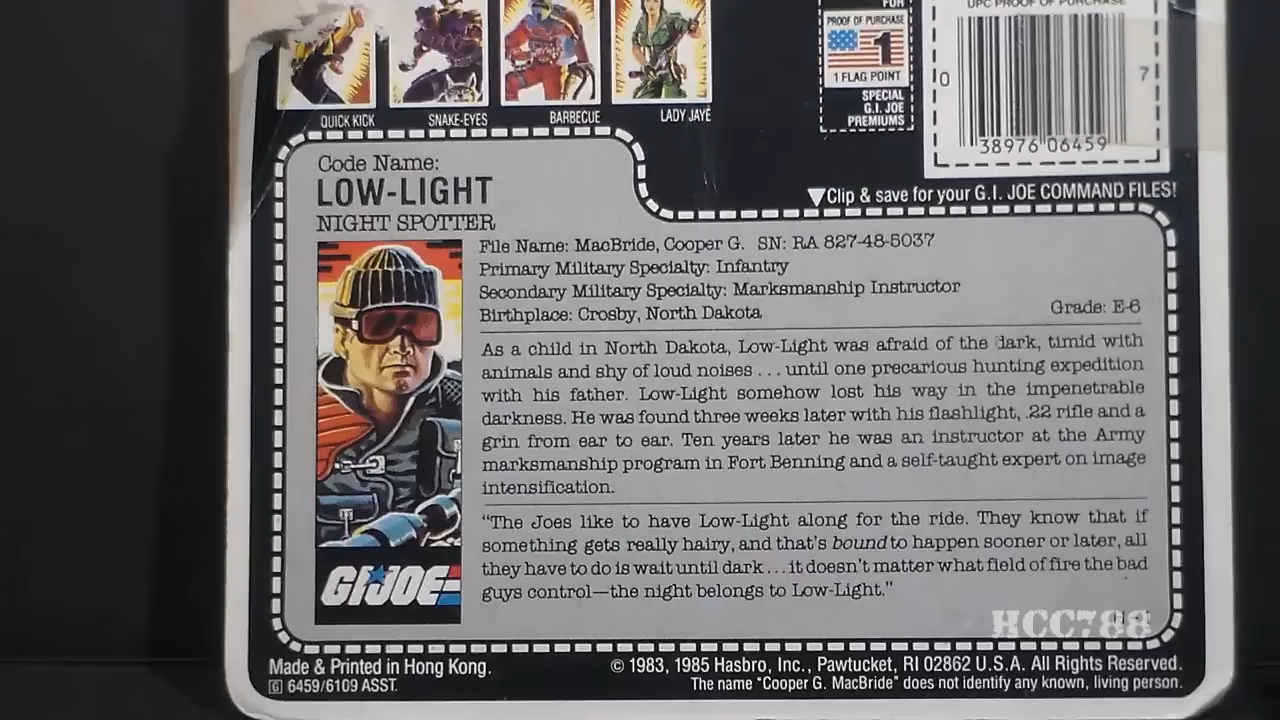 FOR
PROOF OF PURCHASE
1
1 FLAG POINT
SPECIAL
G.I. JOE
PREMIUMS
UPC PROOF OF PURCHASE
0 7
38976 06459
QUICK KICK SNAKE-EYES BARBECUE LADY JAYE
▼Clip & save for your G.I. JOE COMMAND FILES!
Code Name:
LOW-LIGHT
NIGHT SPOTTER
File Name: MacBride, Cooper G. SN: RA 827-48-5037
Primary Military Specialty: Infantry
Secondary Military Specialty: Marksmanship Instructor
Birthplace: Crosby, North Dakota Grade: E-6
As a child in North Dakota, Low-Light was afraid of the dark, timid with
animals and shy of loud noises . . . until one precarious hunting expedition
with his father. Low-Light somehow lost his way in the impenetrable
darkness. He was found three weeks later with his flashlight, .22 rifle and a
grin from ear to ear. Ten years later he was an instructor at the Army
marksmanship program in Fort Benning and a self-taught expert on image
intensification.
“The Joes like to have Low-Light along for the ride. They know that if
something gets really hairy, and that's bound to happen sooner or later, all
they have to do is wait until dark . . . it doesn't matter what field of fire the bad
guys control—the night belongs to Low-Light.”
GI JOE
HCC788
Made & Printed in Hong Kong.
G 6459/6109 ASST.
© 1983, 1985 Hasbro, Inc., Pawtucket, RI 02862 U.S.A. All Rights Reserved.
The name “Cooper G. MacBride” does not identify any known, living person.